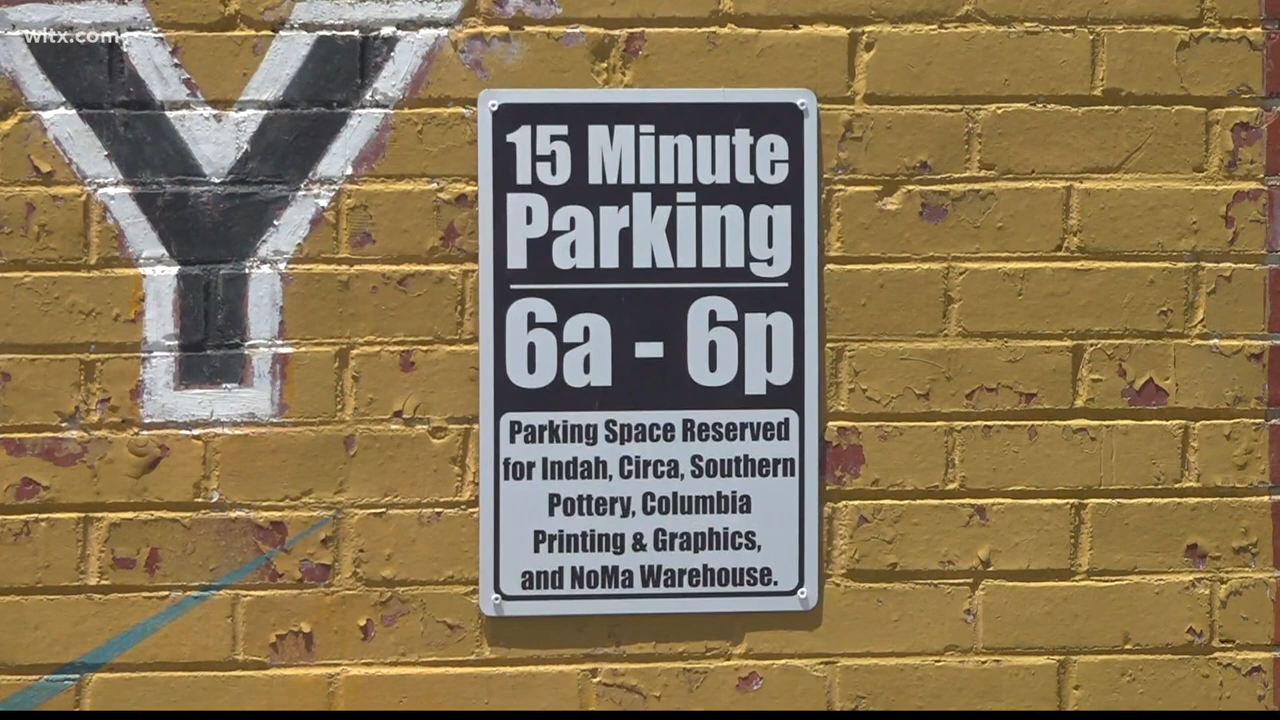 wltx.com
Y
15 Minute
Parking
6a - 6p
Parking Space Reserved
for Indah, Circa, Southern
Pottery, Columbia
Printing & Graphics,
and NoMa Warehouse.